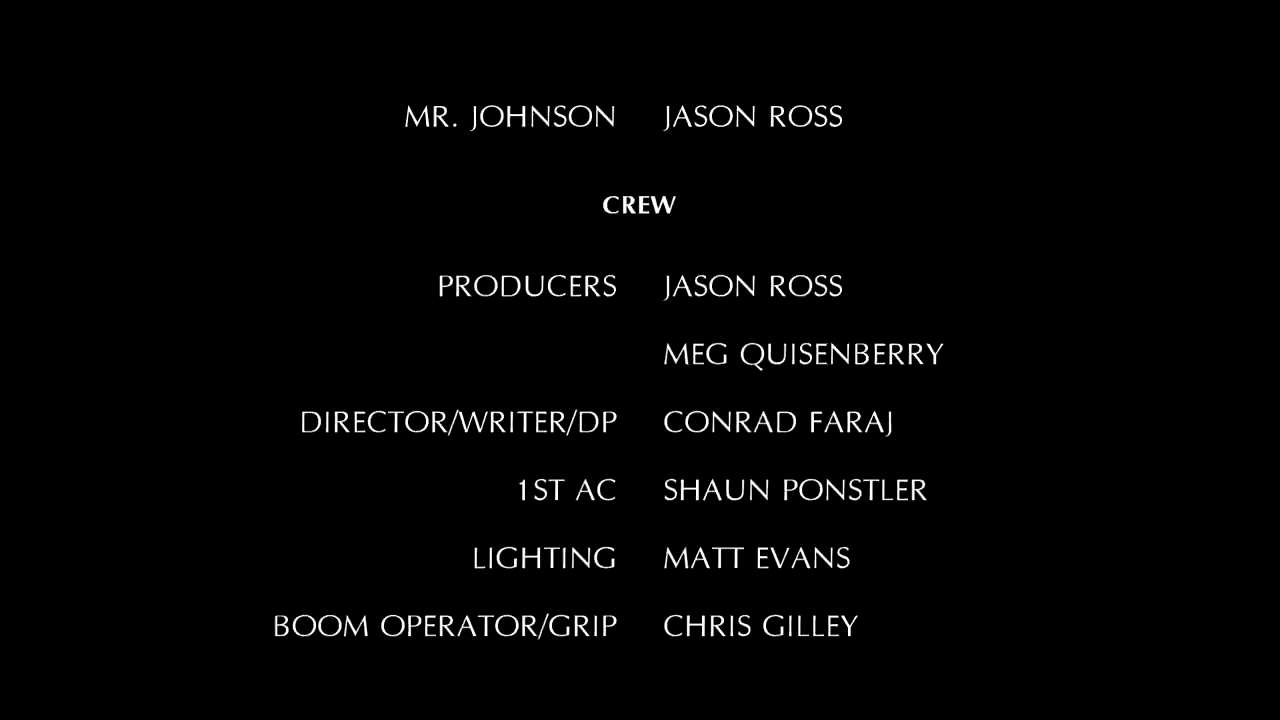 MR. JOHNSON JASON ROSS
CREW
PRODUCERS JASON ROSS
MEG QUISENBERRY
DIRECTOR/WRITER/DP CONRAD FARAJ
1ST AC SHAUN PONSTLER
LIGHTING MATT EVANS
BOOM OPERATOR/GRIP CHRIS GILLEY